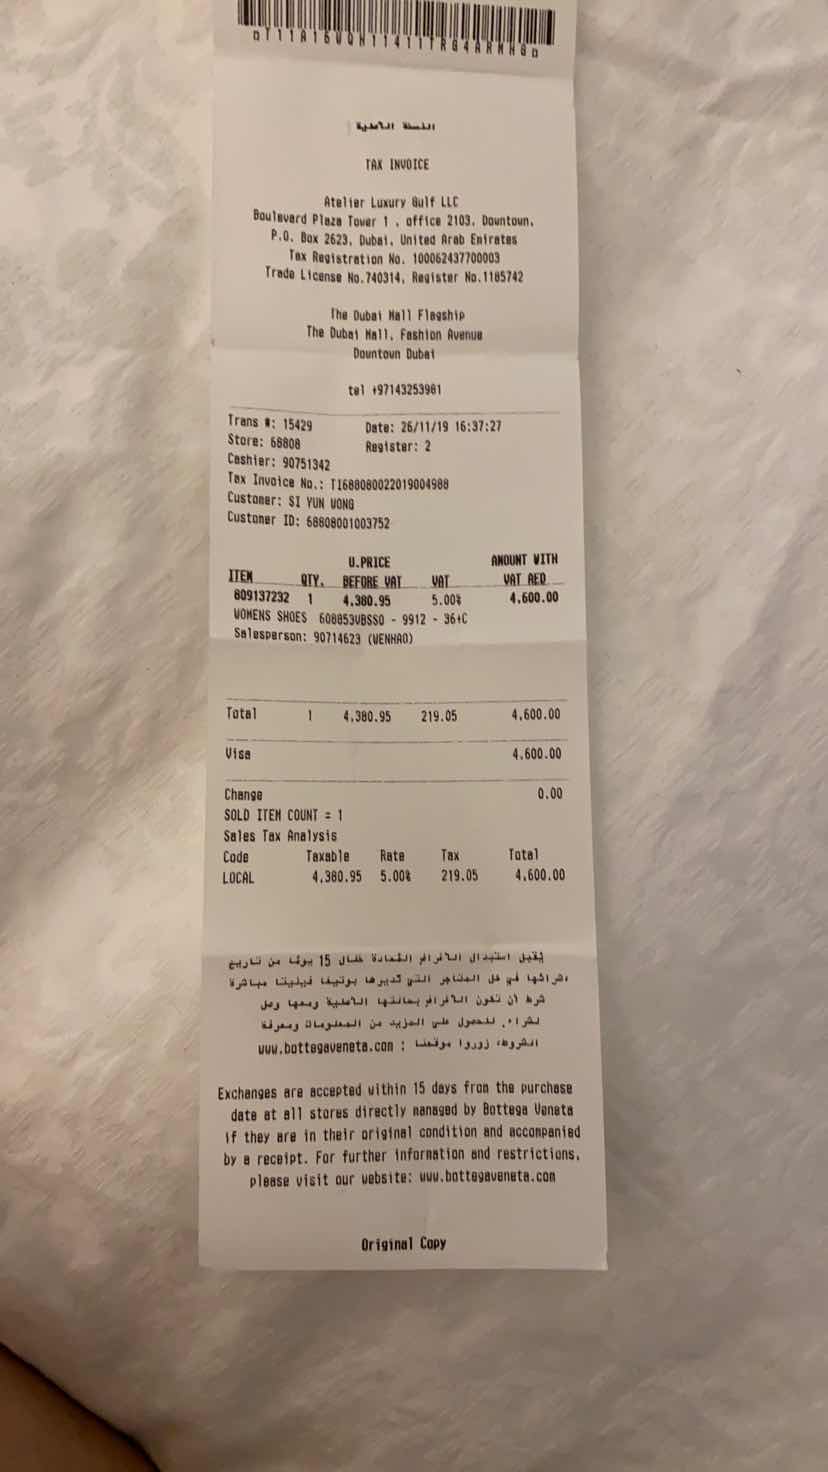 النسخة الأصلية
TAX INVOICE
Atelier Luxury Gulf LLC
Boulevard Plaza Tower 1 , office 2103, Downtown,
P.O. Box 2623, Dubai, United Arab Emirates
Tax Registration No. 100062437700003
Trade License No.740314, Register No.1185742
The Dubai Mall Flagship
The Dubai Mall, Fashion Avenue
Downtown Dubai
tel +97143253981
Trans #: 15429 Date: 26/11/19 16:37:27
Store: 68808 Register: 2
Cashier: 90751342
Tax Invoice No.: TI688080022019004988
Customer: SI YUN WONG
Customer ID: 68808001003752
U.PRICE AMOUNT WITH
ITEM QTY. BEFORE VAT VAT VAT AED
809137232 1 4,380.95 5.00% 4,600.00
WOMENS SHOES 608853VBSS0 - 9912 - 36+C
Salesperson: 90714623 (WENHAO)
Total 1 4,380.95 219.05 4,600.00
Visa 4,600.00
Change 0.00
SOLD ITEM COUNT = 1
Sales Tax Analysis
Code Taxable Rate Tax Total
LOCAL 4,380.95 5.00% 219.05 4,600.00
يُقبل استبدال الأغراض المُعادة خلال 15 يومًا من تاريخ
شرائها في كل المتاجر التي تديرها بوتيغا فينيتا مباشرة
شرط أن تكون الأغراض بحالتها الأصلية ومعها وصل
لشراء. للحصول على المزيد من المعلومات ومعرفة
الشروط، زوروا موقعنا : www.bottegaveneta.com
Exchanges are accepted within 15 days from the purchase
date at all stores directly managed by Bottega Veneta
if they are in their original condition and accompanied
by a receipt. For further information and restrictions,
please visit our website: www.bottegaveneta.com
Original Copy